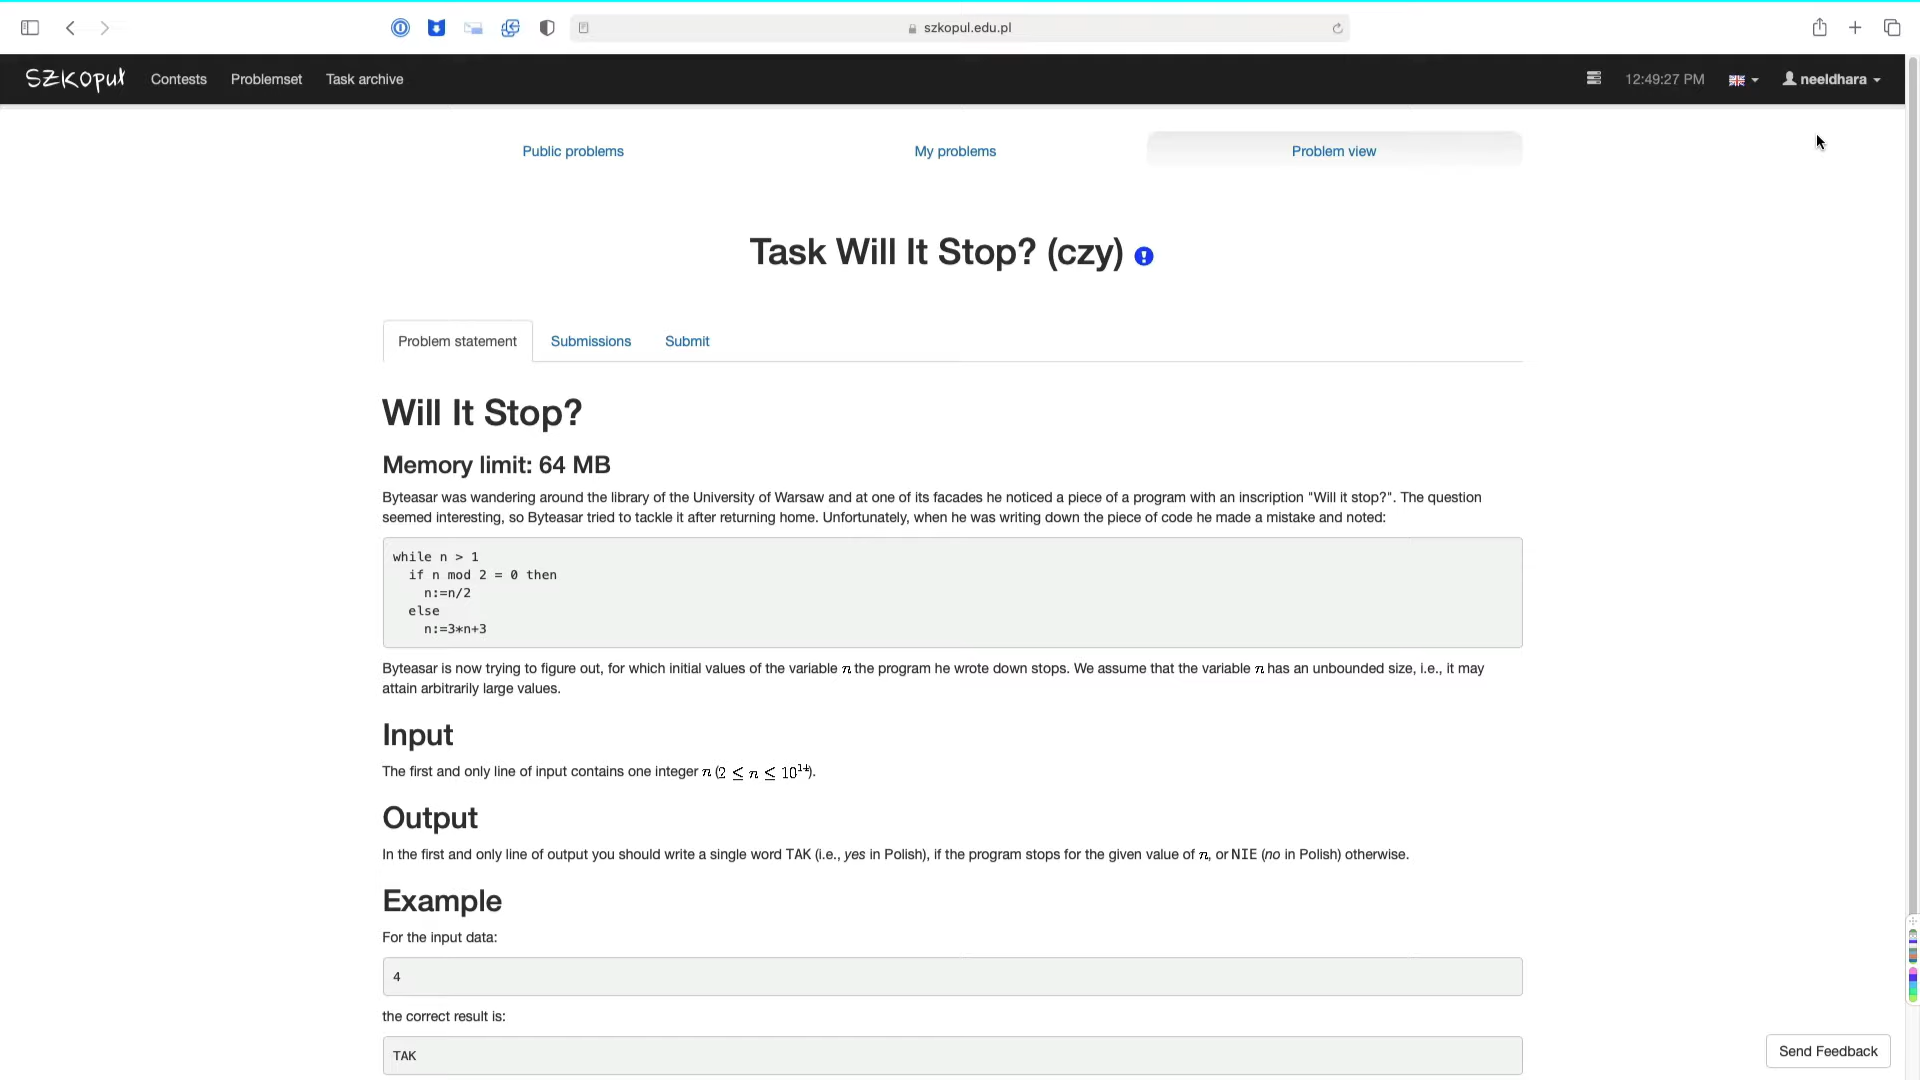 szkopul.edu.pl
SZKOpuł
Contests
Problemset
Task archive
12:49:27 PM
neeldhara
Public problems
My problems
Problem view
Task Will It Stop? (czy)
Problem statement
Submissions
Submit
Will It Stop?
Memory limit: 64 MB
Byteasar was wandering around the library of the University of Warsaw and at one of its facades he noticed a piece of a program with an inscription "Will it stop?". The question
seemed interesting, so Byteasar tried to tackle it after returning home. Unfortunately, when he was writing down the piece of code he made a mistake and noted:
while n > 1
  if n mod 2 = 0 then
    n:=n/2
  else
    n:=3*n+3
Byteasar is now trying to figure out, for which initial values of the variable n the program he wrote down stops. We assume that the variable n has an unbounded size, i.e., it may
attain arbitrarily large values.
Input
The first and only line of input contains one integer n (2 ≤ n ≤ 10¹⁴).
Output
In the first and only line of output you should write a single word TAK (i.e., yes in Polish), if the program stops for the given value of n, or NIE (no in Polish) otherwise.
Example
For the input data:
4
the correct result is:
TAK
Send Feedback